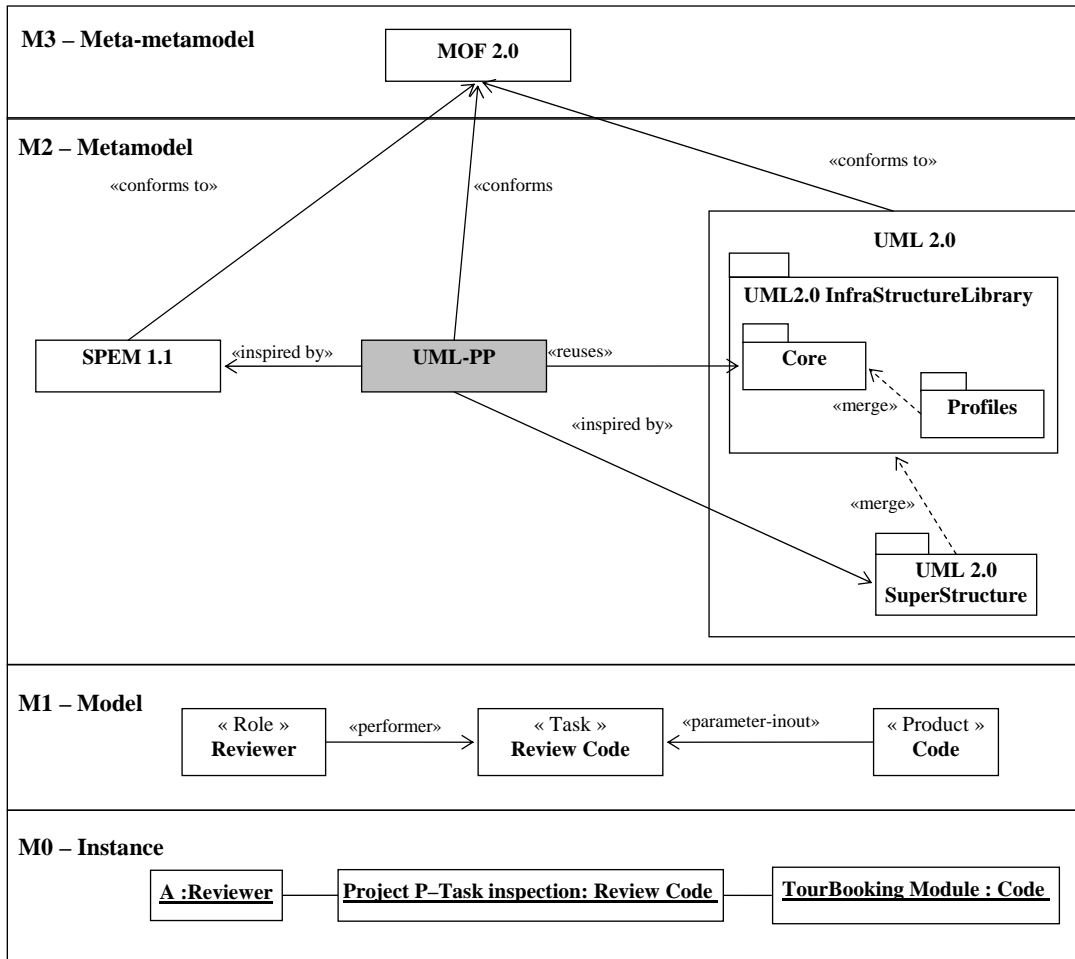 M3 – Meta-metamodel
MOF 2.0
M2 – Metamodel
«conforms to»
«conforms
«conforms to»
UML 2.0
UML2.0 InfraStructureLibrary
SPEM 1.1
«inspired by»
UML-PP
«reuses»
Core
«merge»
Profiles
«inspired by»
«merge»
UML 2.0
SuperStructure
M1 – Model
« Role »
Reviewer
«performer»
« Task »
Review Code
«parameter-inout»
« Product »
Code
M0 – Instance
A :Reviewer
Project P–Task inspection: Review Code
TourBooking Module : Code